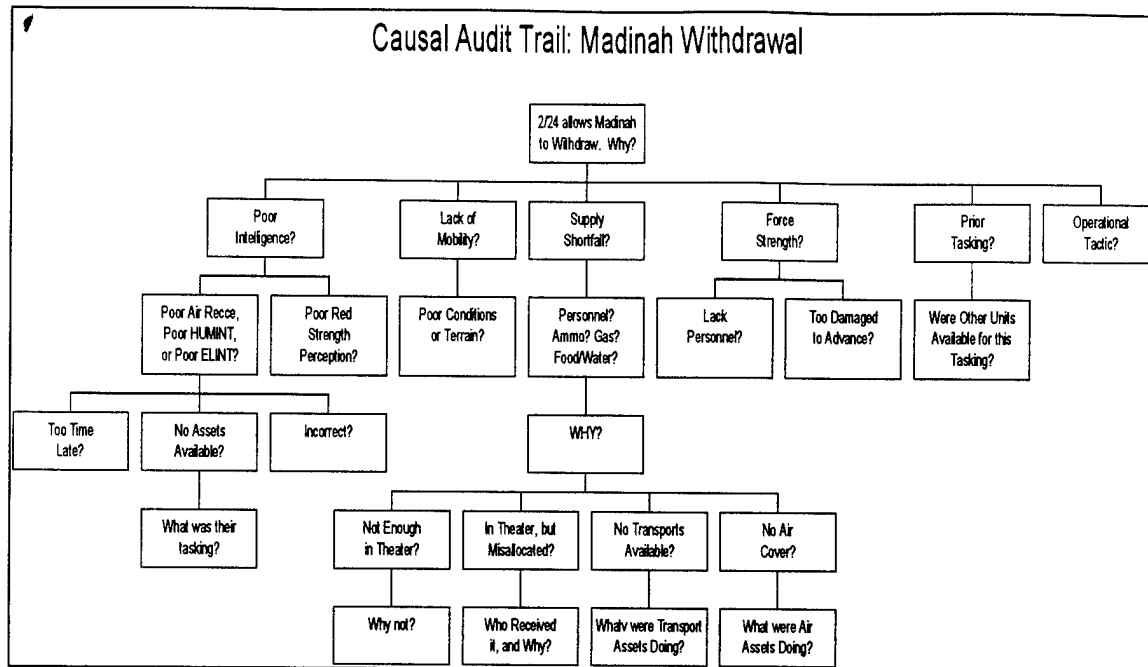 Causal Audit Trail: Madinah Withdrawal
2/24 allows Madinah
to Withdraw. Why?
Poor
Intelligence?
Lack of
Mobility?
Supply
Shortfall?
Force
Strength?
Prior
Tasking?
Operational
Tactic?
Poor Air Recce,
Poor HUMINT,
or Poor ELINT?
Poor Red
Strength
Perception?
Poor Conditions
or Terrain?
Personnel?
Ammo? Gas?
Food/Water?
Lack
Personnel?
Too Damaged
to Advance?
Were Other Units
Available for this
Tasking?
Too Time
Late?
No Assets
Available?
Incorrect?
WHY?
What was their
tasking?
Not Enough
in Theater?
In Theater, but
Misallocated?
No Transports
Available?
No Air
Cover?
Why not?
Who Received
it, and Why?
Whatv were Transport
Assets Doing?
What were Air
Assets Doing?